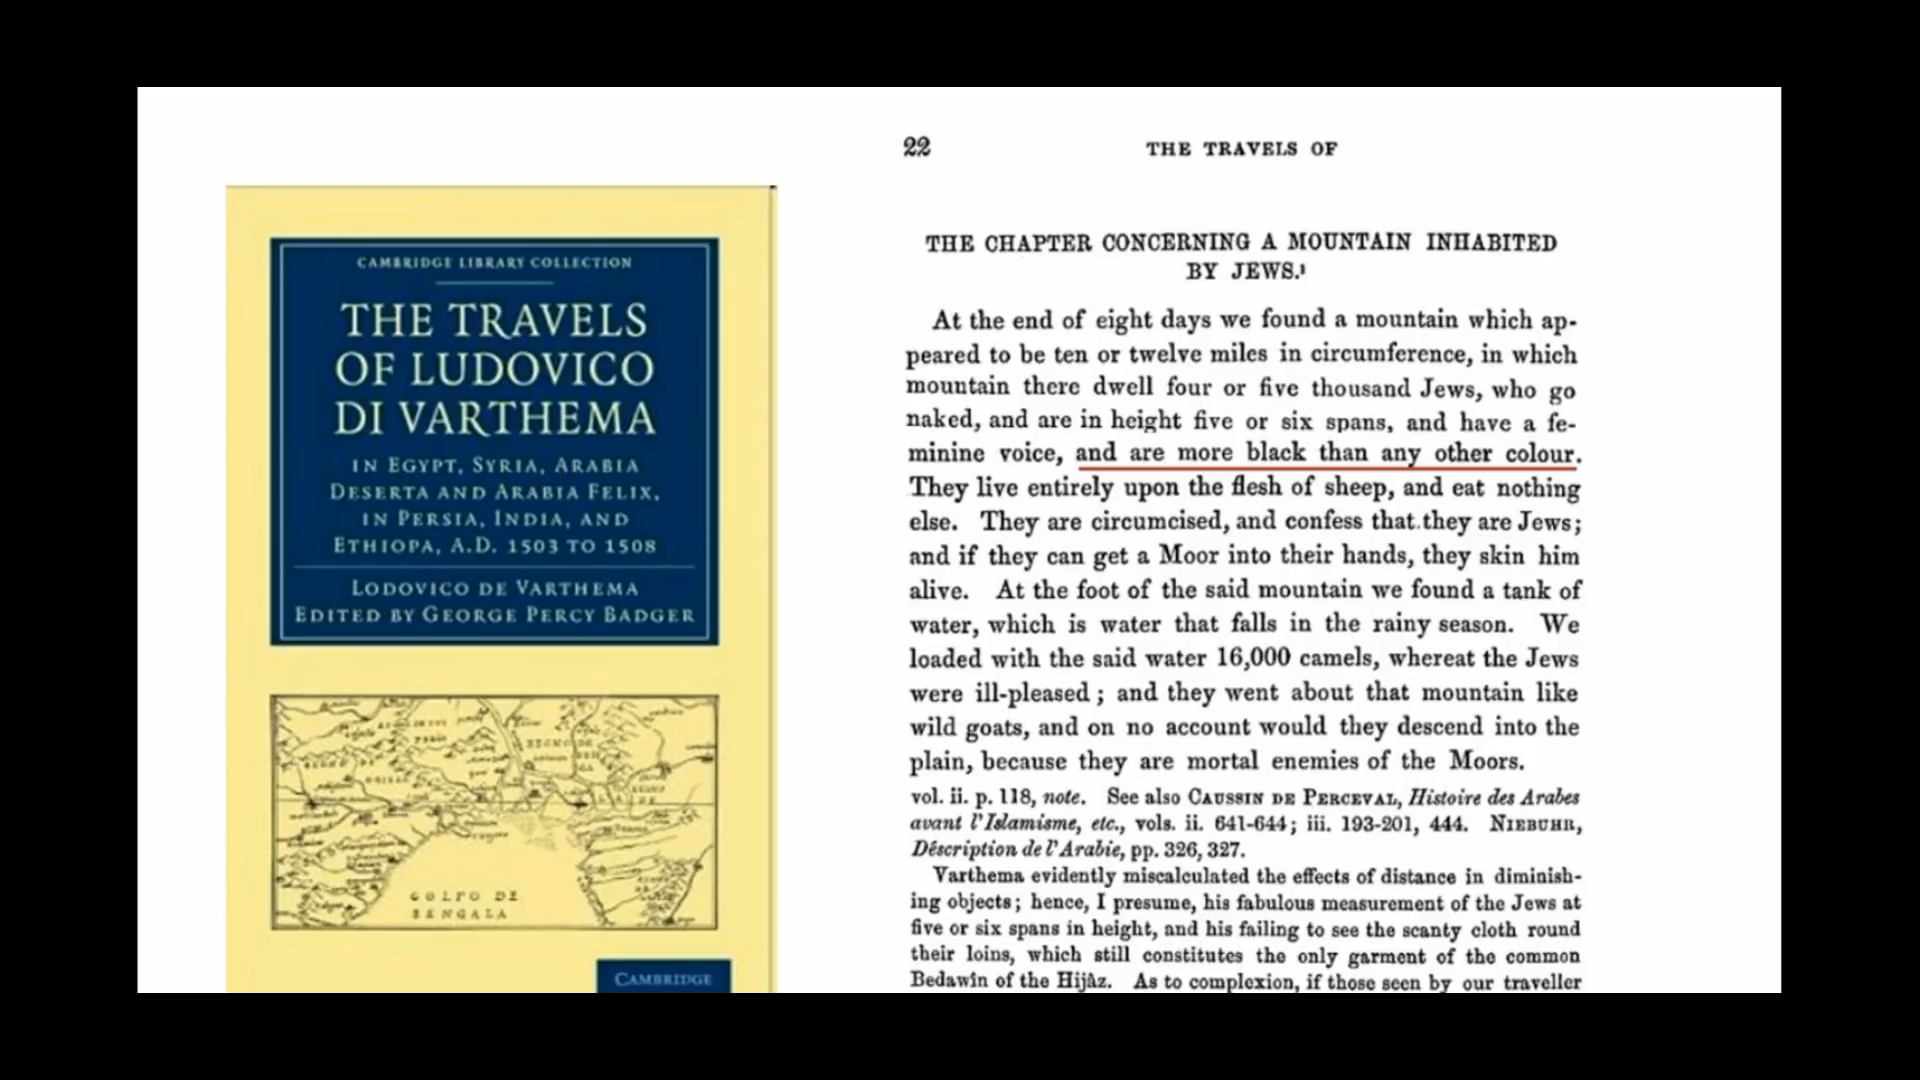 CAMBRIDGE LIBRARY COLLECTION
THE TRAVELS
OF LUDOVICO
DI VARTHEMA
IN EGYPT, SYRIA, ARABIA
DESERTA AND ARABIA FELIX,
IN PERSIA, INDIA, AND
ETHIOPA, A.D. 1503 TO 1508
LODOVICO DE VARTHEMA
EDITED BY GEORGE PERCY BADGER
GOLFO DE
BENGALA
CAMBRIDGE
22 THE TRAVELS OF
THE CHAPTER CONCERNING A MOUNTAIN INHABITED
BY JEWS.¹
At the end of eight days we found a mountain which ap-
peared to be ten or twelve miles in circumference, in which
mountain there dwell four or five thousand Jews, who go
naked, and are in height five or six spans, and have a fe-
minine voice, and are more black than any other colour.
They live entirely upon the flesh of sheep, and eat nothing
else. They are circumcised, and confess that they are Jews;
and if they can get a Moor into their hands, they skin him
alive. At the foot of the said mountain we found a tank of
water, which is water that falls in the rainy season. We
loaded with the said water 16,000 camels, whereat the Jews
were ill-pleased; and they went about that mountain like
wild goats, and on no account would they descend into the
plain, because they are mortal enemies of the Moors.
vol. ii. p. 118, note. See also CAUSSIN DE PERCEVAL, Histoire des Arabes
avant l'Islamisme, etc., vols. ii. 641-644; iii. 193-201, 444. NIEBUHR,
Déscription de l'Arabie, pp. 326, 327.
Varthema evidently miscalculated the effects of distance in diminish-
ing objects; hence, I presume, his fabulous measurement of the Jews at
five or six spans in height, and his failing to see the scanty cloth round
their loins, which still constitutes the only garment of the common
Bedawîn of the Hijâz. As to complexion, if those seen by our traveller